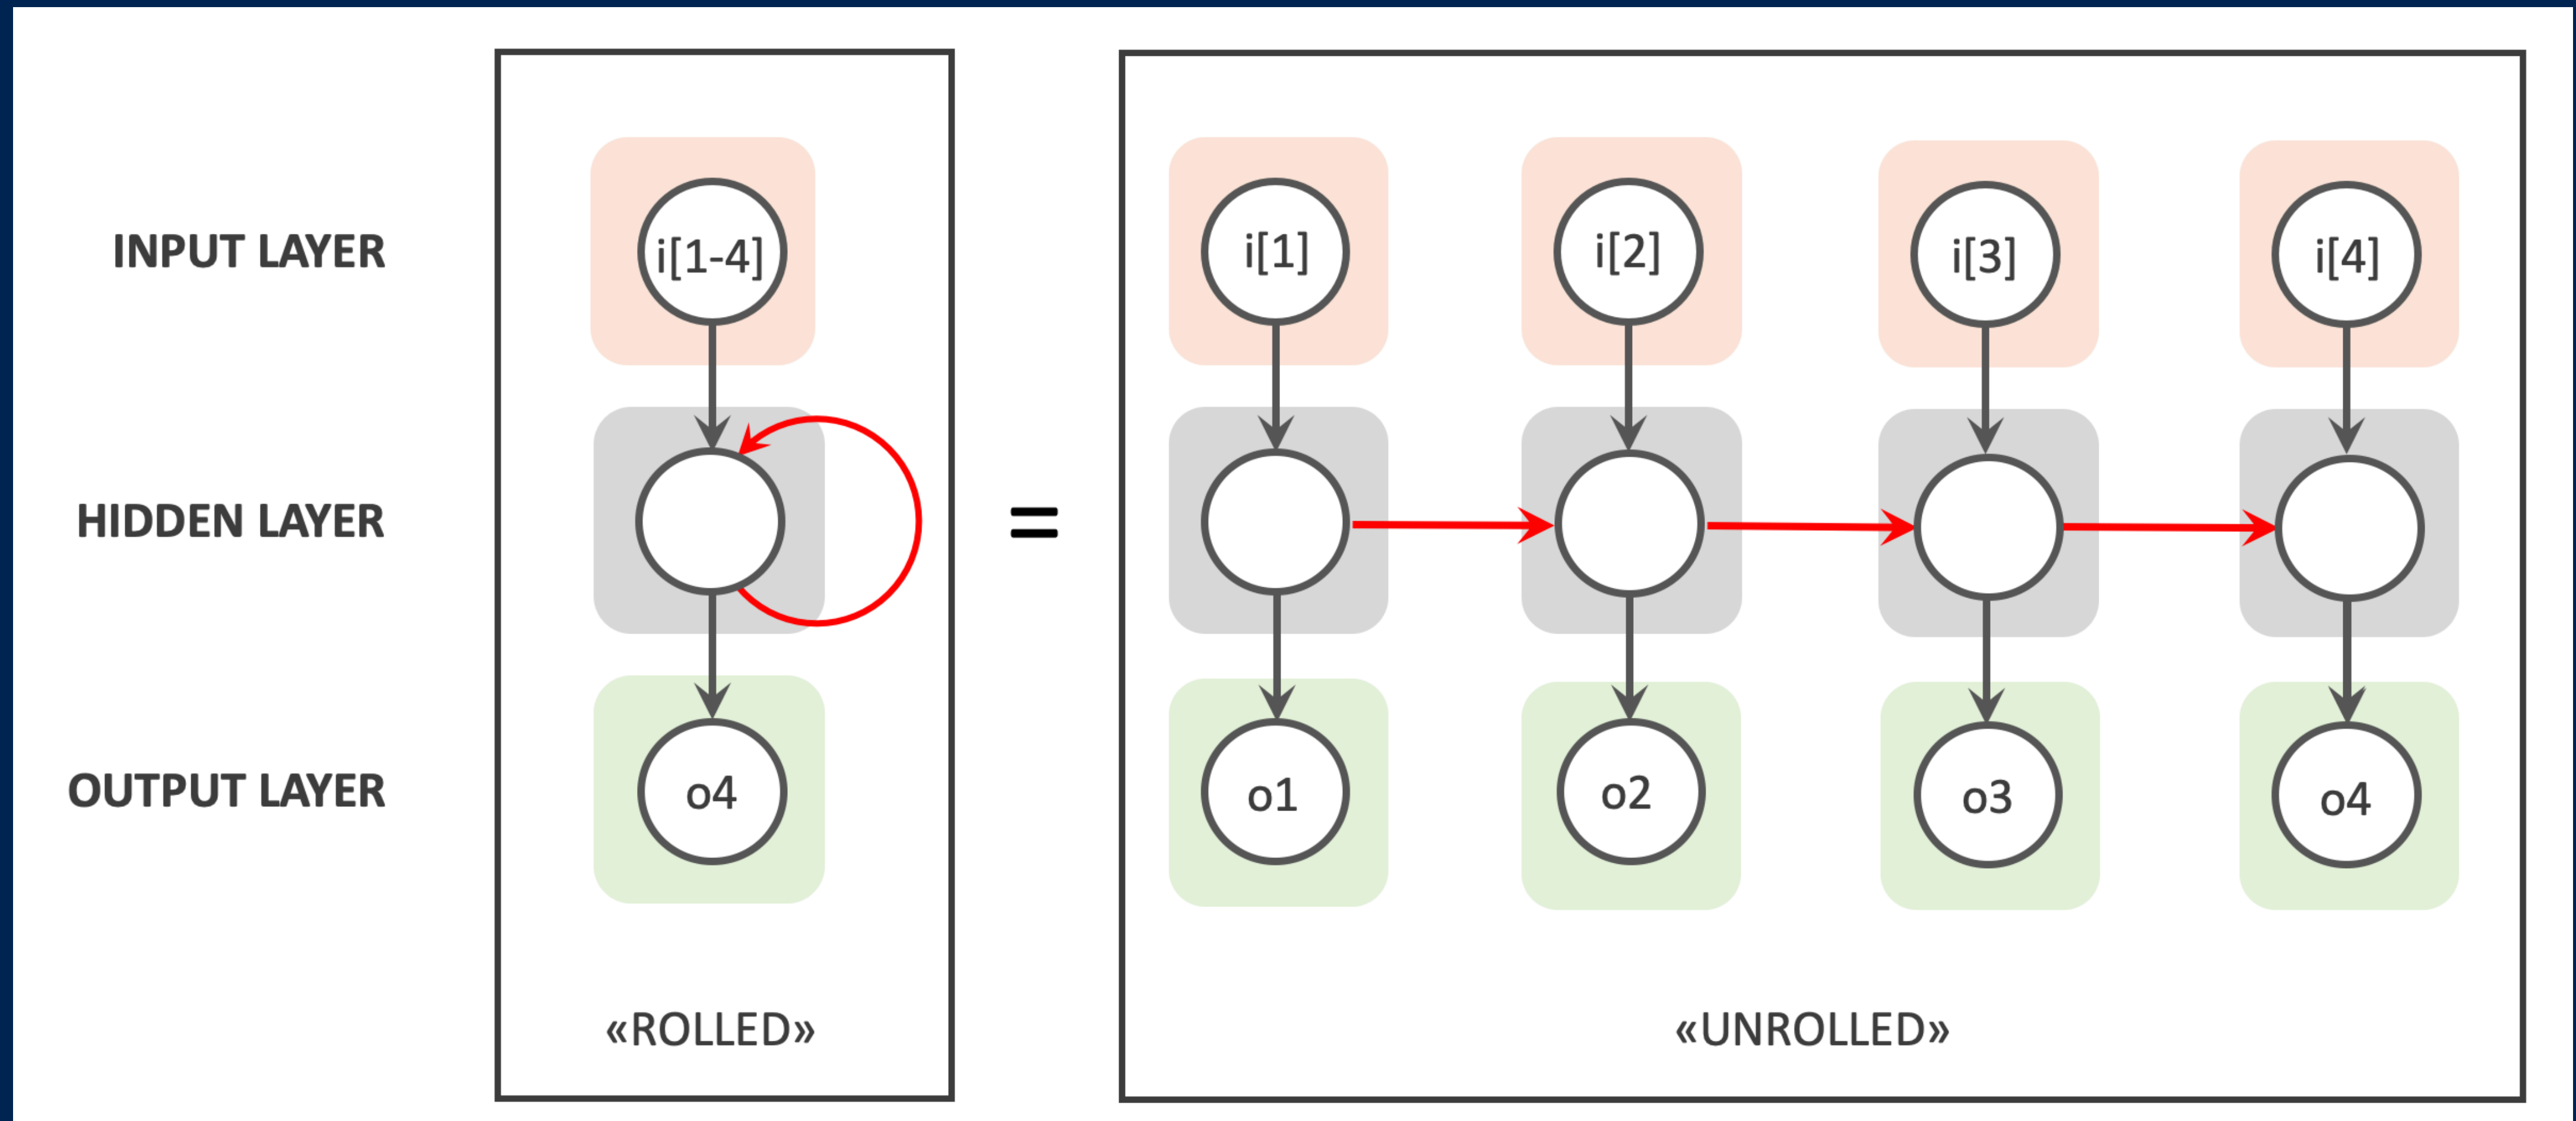 INPUT LAYER
i[1-4]
i[1]
i[2]
i[3]
i[4]
HIDDEN LAYER
=
OUTPUT LAYER
o4
o1
o2
o3
o4
«ROLLED»
«UNROLLED»